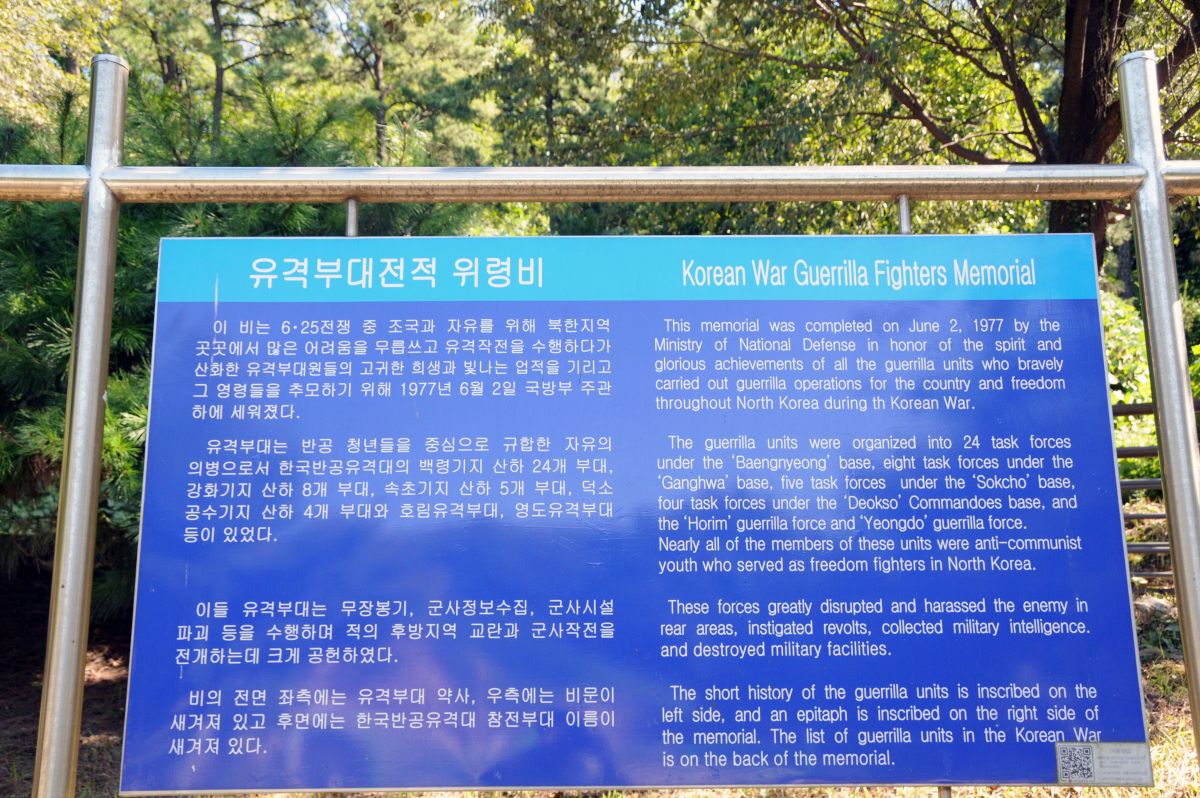 유격부대전적 위령비
이 비는 6·25전쟁 중 조국과 자유를 위해 북한지역
곳곳에서 많은 어려움을 무릅쓰고 유격작전을 수행하다가
산화한 유격부대원들의 고귀한 희생과 빛나는 업적을 기리고
그 영령들을 추모하기 위해 1977년 6월 2일 국방부 주관
하에 세워졌다.
유격부대는 반공 청년들을 중심으로 규합한 자유의
의병으로서 한국반공유격대의 백령기지 산하 24개 부대,
강화기지 산하 8개 부대, 속초기지 산하 5개 부대, 덕소
공수기지 산하 4개 부대와 호림유격부대, 영도유격부대
등이 있었다.
이들 유격부대는 무장봉기, 군사정보수집, 군사시설
파괴 등을 수행하며 적의 후방지역 교란과 군사작전을
전개하는데 크게 공헌하였다.
비의 전면 좌측에는 유격부대 약사, 우측에는 비문이
새겨져 있고 후면에는 한국반공유격대 참전부대 이름이
새겨져 있다.
Korean War Guerrilla Fighters Memorial
This memorial was completed on June 2, 1977 by the
Ministry of National Defense in honor of the spirit and
glorious achievements of all the guerrilla units who bravely
carried out guerrilla operations for the country and freedom
throughout North Korea during th Korean War.
The guerrilla units were organized into 24 task forces
under the ‘Baengnyeong’ base, eight task forces under the
‘Ganghwa’ base, five task forces under the ‘Sokcho’ base,
four task forces under the ‘Deokso’ Commandoes base, and
the ‘Horim’ guerrilla force and ‘Yeongdo’ guerrilla force.
Nearly all of the members of these units were anti-communist
youth who served as freedom fighters in North Korea.
These forces greatly disrupted and harassed the enemy in
rear areas, instigated revolts, collected military intelligence.
and destroyed military facilities.
The short history of the guerrilla units is inscribed on the
left side, and an epitaph is inscribed on the right side of
the memorial. The list of guerrilla units in the Korean War
is on the back of the memorial.